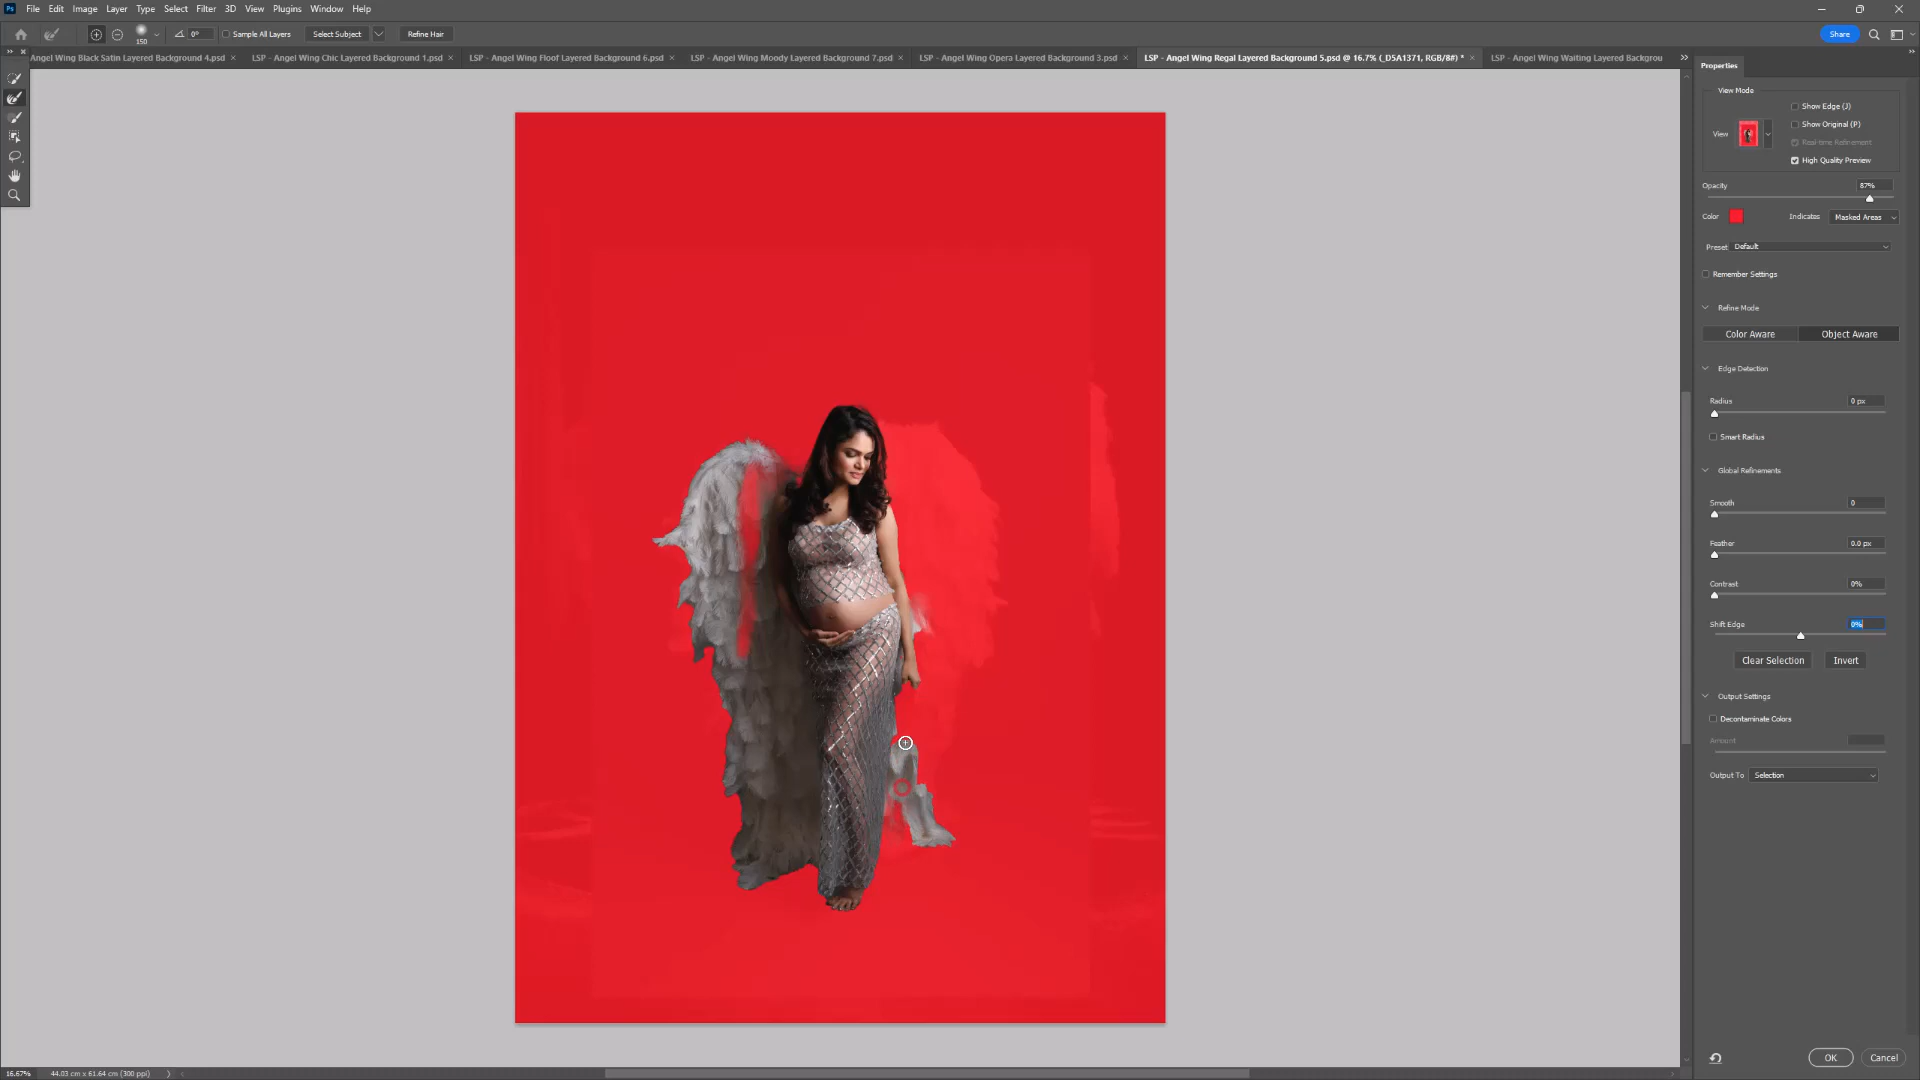 Ps File Edit Image Layer Type Select Filter 3D View Plugins Window Help
150 0° Sample All Layers Select Subject Refine Hair Share
Angel Wing Black Satin Layered Background 4.psd × LSP - Angel Wing Chic Layered Background 1.psd × LSP - Angel Wing Floof Layered Background 6.psd × LSP - Angel Wing Moody Layered Background 7.psd × LSP - Angel Wing Opera Layered Background 3.psd × LSP - Angel Wing Regal Layered Background 5.psd @ 16.7% (_D5A1371, RGB/8#) * × LSP - Angel Wing Waiting Layered Backgrou
Properties
View Mode
Show Edge (J)
Show Original (P)
View
Real-time Refinement
High Quality Preview
Opacity 87%
Color Indicates Masked Areas
Preset Default
Remember Settings
Refine Mode
Color Aware Object Aware
Edge Detection
Radius 0 px
Smart Radius
Global Refinements
Smooth 0
Feather 0.0 px
Contrast 0%
Shift Edge 0%
Clear Selection Invert
Output Settings
Decontaminate Colors
Amount
Output To Selection
OK Cancel
16.67% 44.03 cm x 61.64 cm (300 ppi)